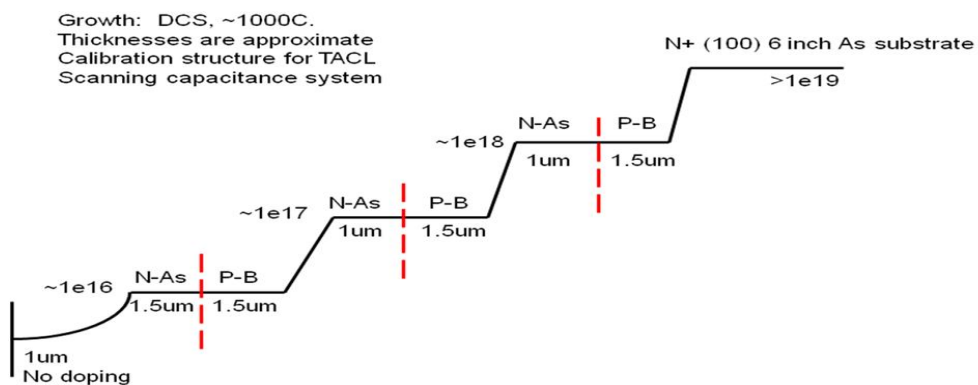 Growth: DCS, ~1000C.
Thicknesses are approximate
Calibration structure for TACL
Scanning capacitance system
N+ (100) 6 inch As substrate
>1e19
~1e18
N-As
P-B
1um
1.5um
~1e17
N-As
P-B
1um
1.5um
~1e16
N-As
P-B
1.5um
1.5um
1um
No doping